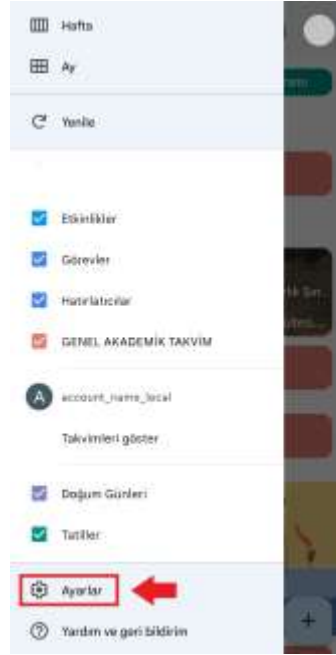 Hafta
Ay
Yenile
Etkinlikler
Görevler
Hatırlatıcılar
GENEL AKADEMİK TAKVİM
A
account_name_local
Takvimleri göster
Doğum Günleri
Tatiller
Ayarlar
Yardım ve geri bildirim